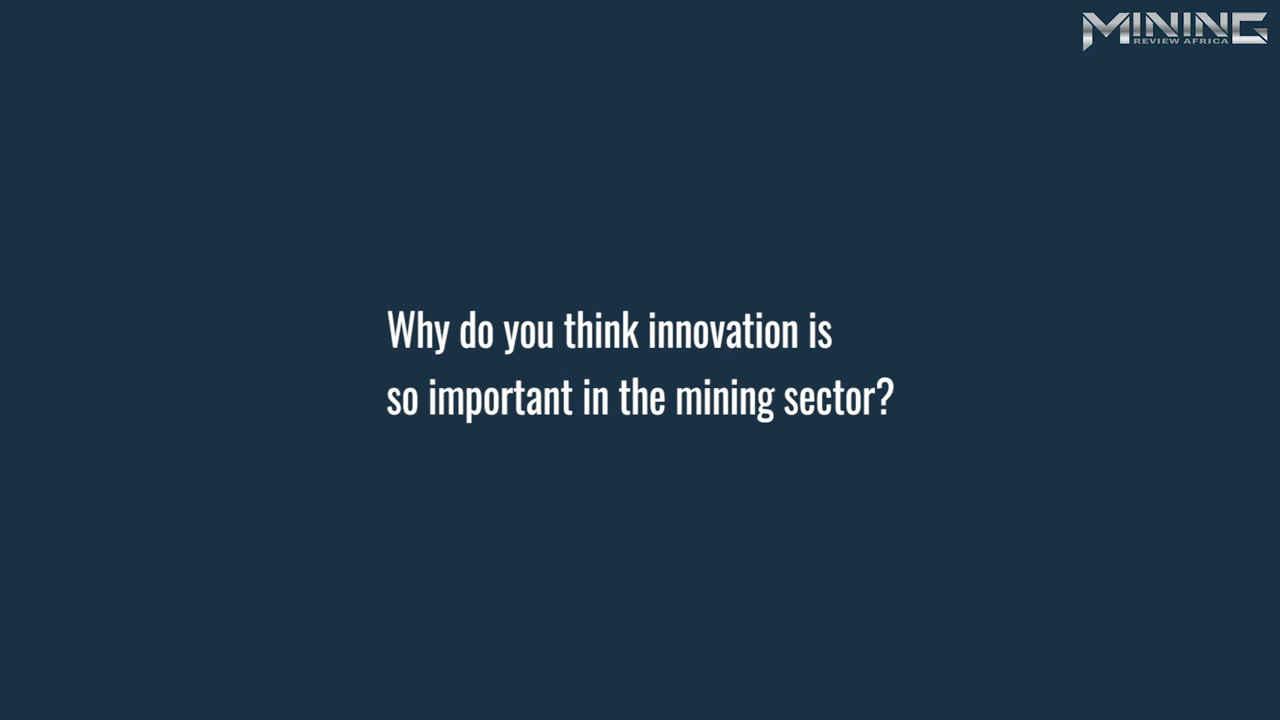 MINING
REVIEW AFRICA
Why do you think innovation is
so important in the mining sector?